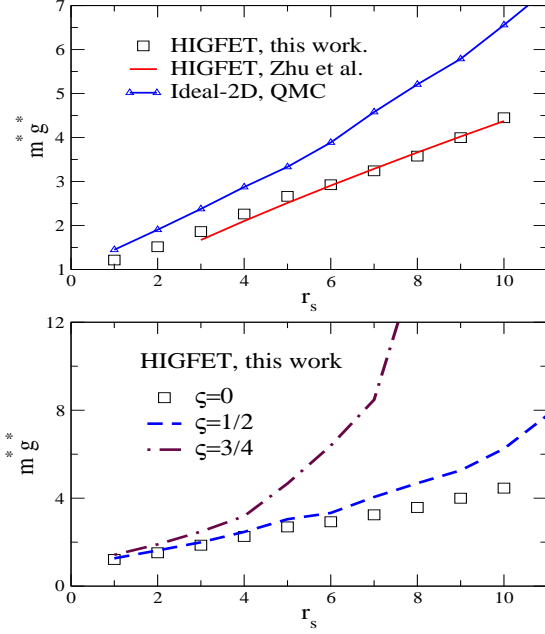 7
6
5
4
3
2
1
m* g*
HIGFET, this work.
HIGFET, Zhu et al.
Ideal-2D, QMC
0 2 4 6 8 10
r_s
12
8
4
0
m* g*
HIGFET, this work
ς=0
ς=1/2
ς=3/4
0 2 4 6 8 10
r_s